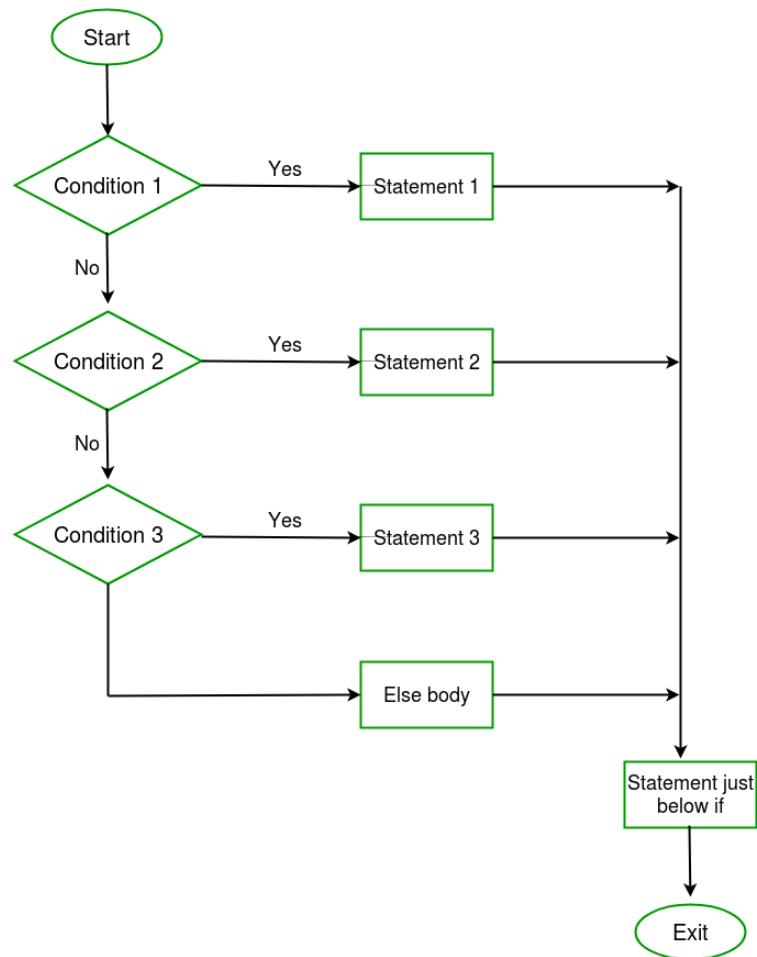 Start
Condition 1
Yes
Statement 1
No
Condition 2
Yes
Statement 2
No
Condition 3
Yes
Statement 3
Else body
Statement just
below if
Exit